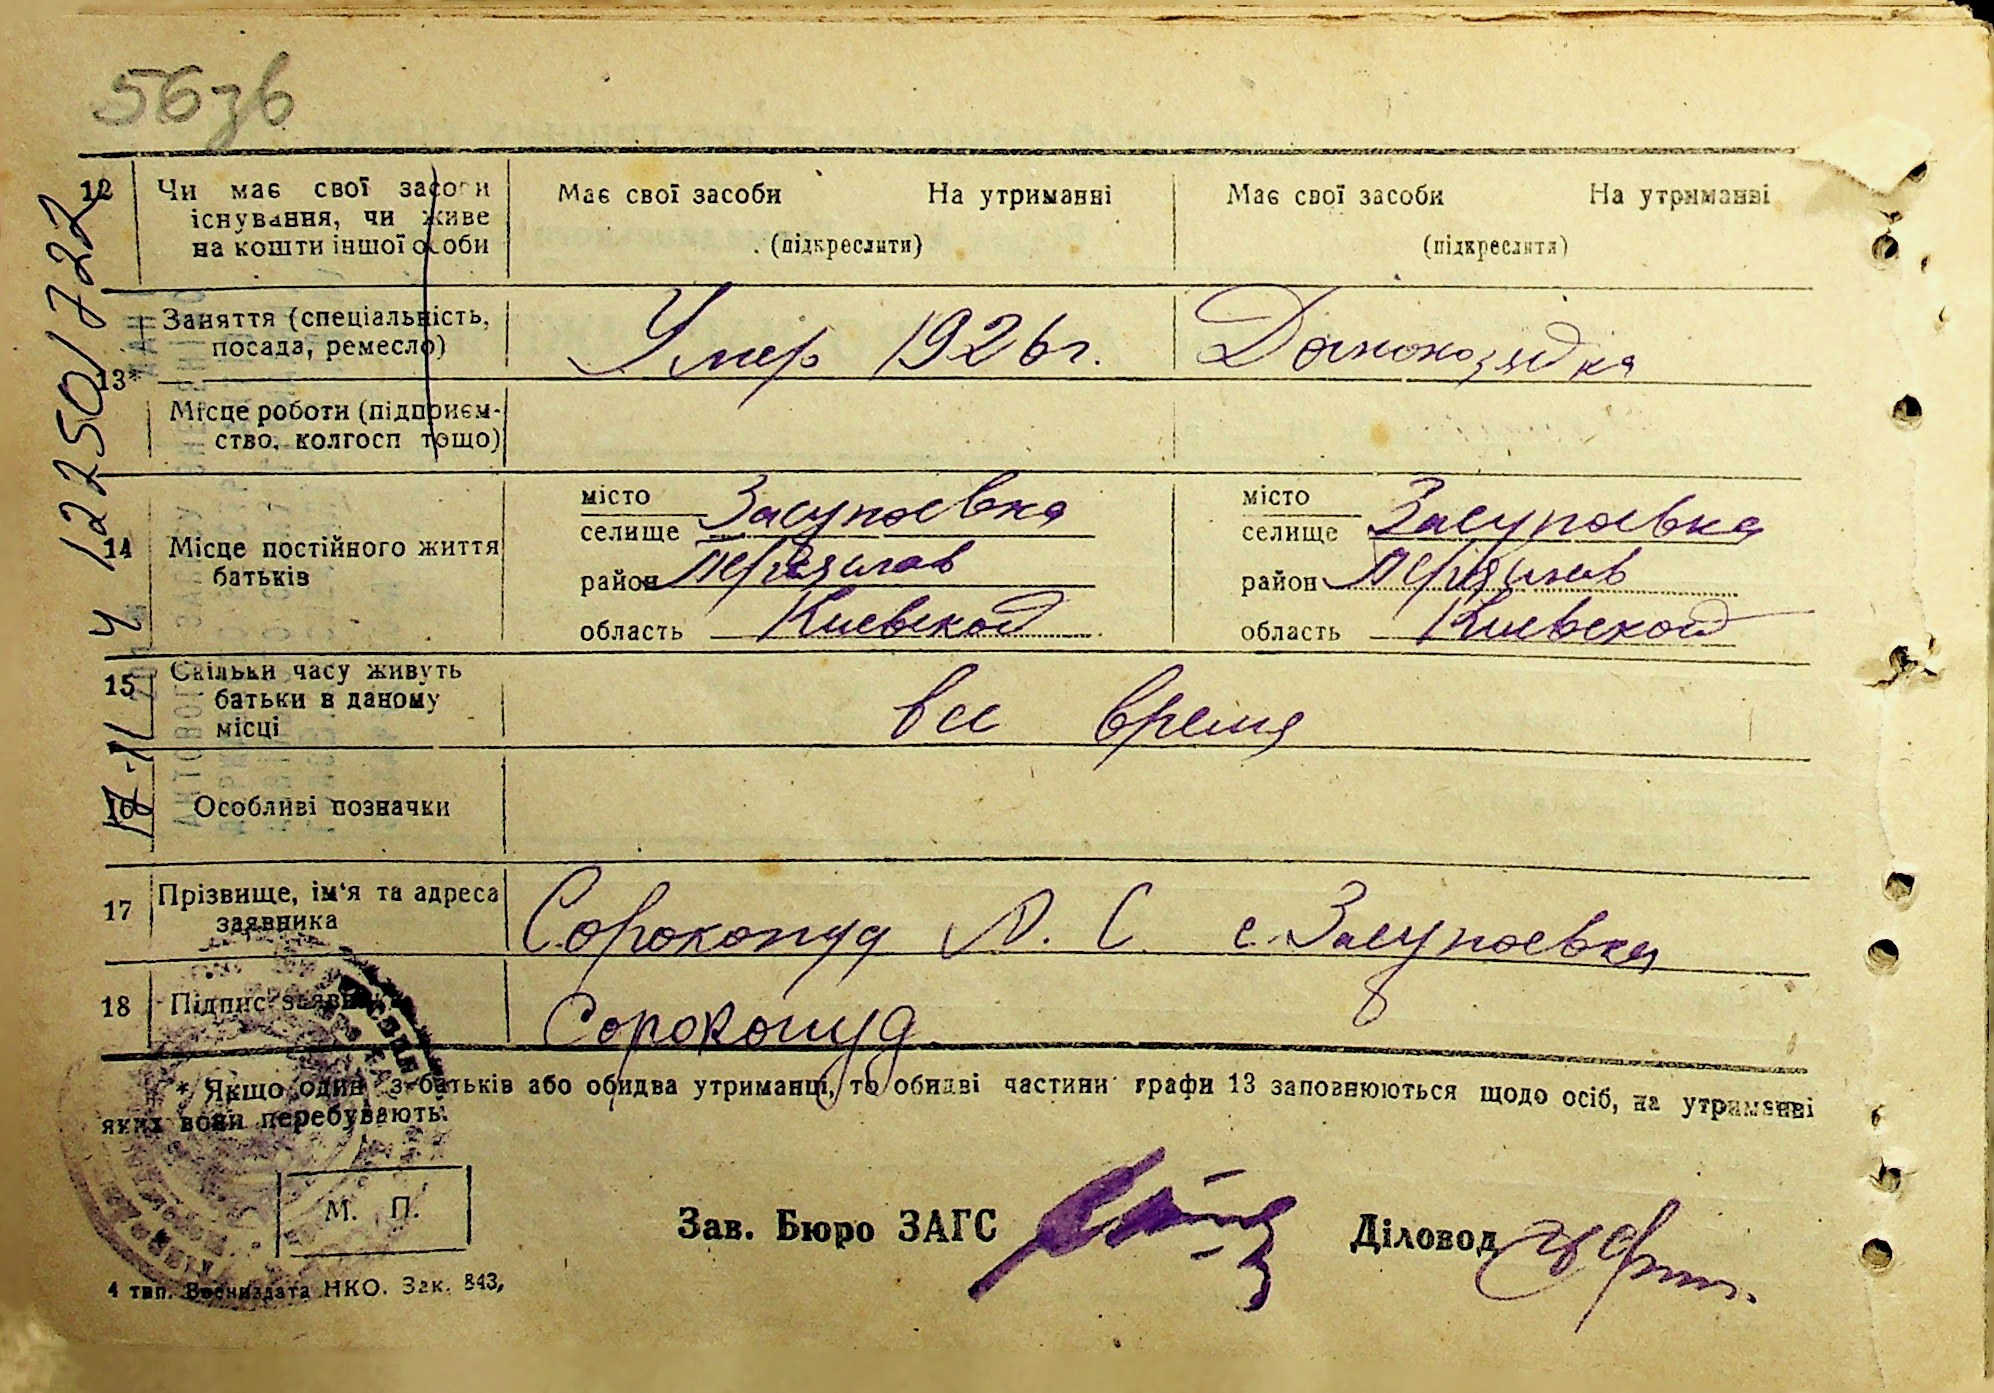 56зв
12 Чи має свої засоби Має свої засоби На утриманні Має свої засоби На утриманні
існування, чи живе
на кошти іншої особи (підкреслити) (підкреслити)
Заняття (спеціальність, Умер 1926 г. Домохозяйка
посада, ремесло)
13*
Місце роботи (підприєм-
ство, колгосп тощо)
місто Засупоевка місто Засупоевка
селище селище
14 Місце постійного життя
батьків район район
область Киевской область Киевской
15 Скільки часу живуть
батьки в даному все время
місці
16 Особливі позначки
17 Прізвище, ім'я та адреса Сорокопуд С. с. Засупоевка
заявника
18 Підпис заявника Сорокопуд
* Якщо один з батьків або обидва утриманці, то обидві частини графи 13 заповнюються щодо осіб, на утриманні
яких вони перебувають.
М. П.
Зав. Бюро ЗАГС Діловод
4 тип. Воениздата НКО. Зак. 843,